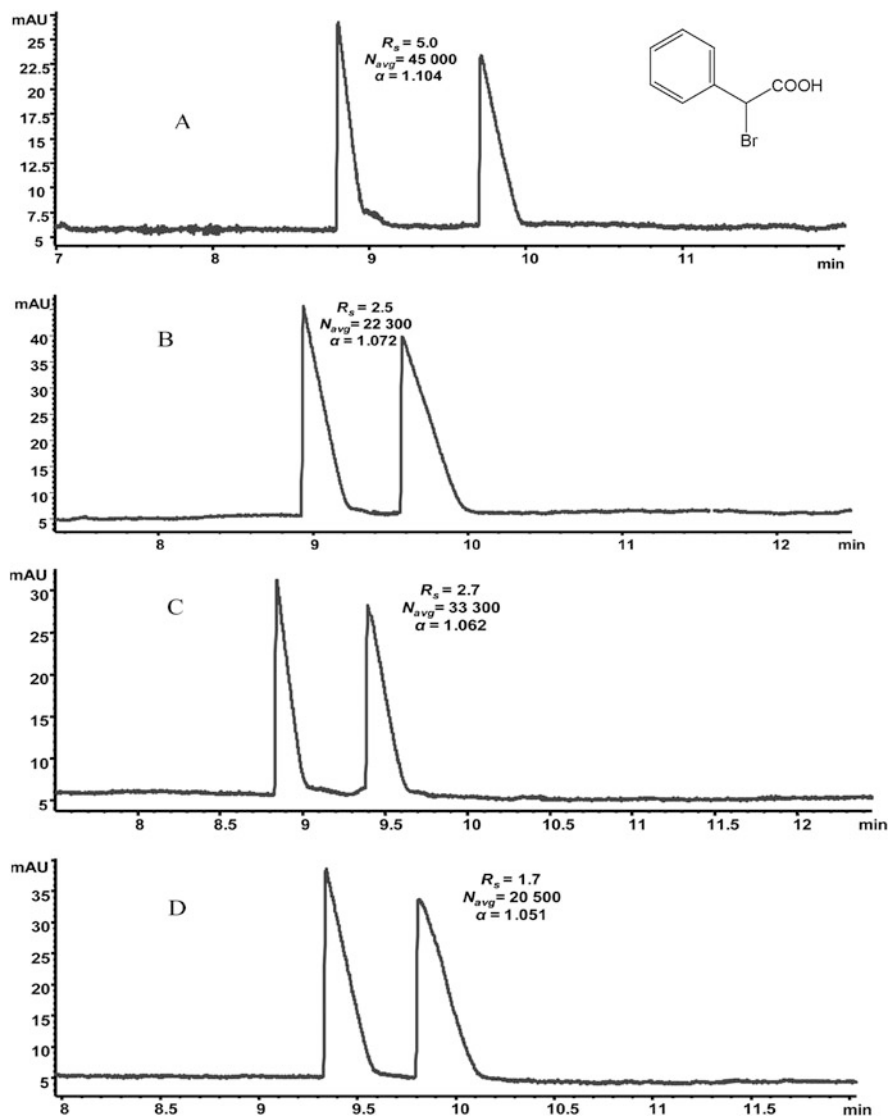 mAU
25
22.5
20
17.5
15
12.5
10
7.5
5
A
Rs = 5.0
Navg = 45 000
α = 1.104
COOH
Br
7 8 9 10 11
min
mAU
40
35
30
25
20
15
10
5
B
Rs = 2.5
Navg = 22 300
α = 1.072
8 9 10 11 12
min
mAU
30
25
20
15
10
5
C
Rs = 2.7
Navg = 33 300
α = 1.062
8 8.5 9 9.5 10 10.5 11 11.5 12
min
mAU
35
30
25
20
15
10
5
D
Rs = 1.7
Navg = 20 500
α = 1.051
8 8.5 9 9.5 10 10.5 11 11.5
min